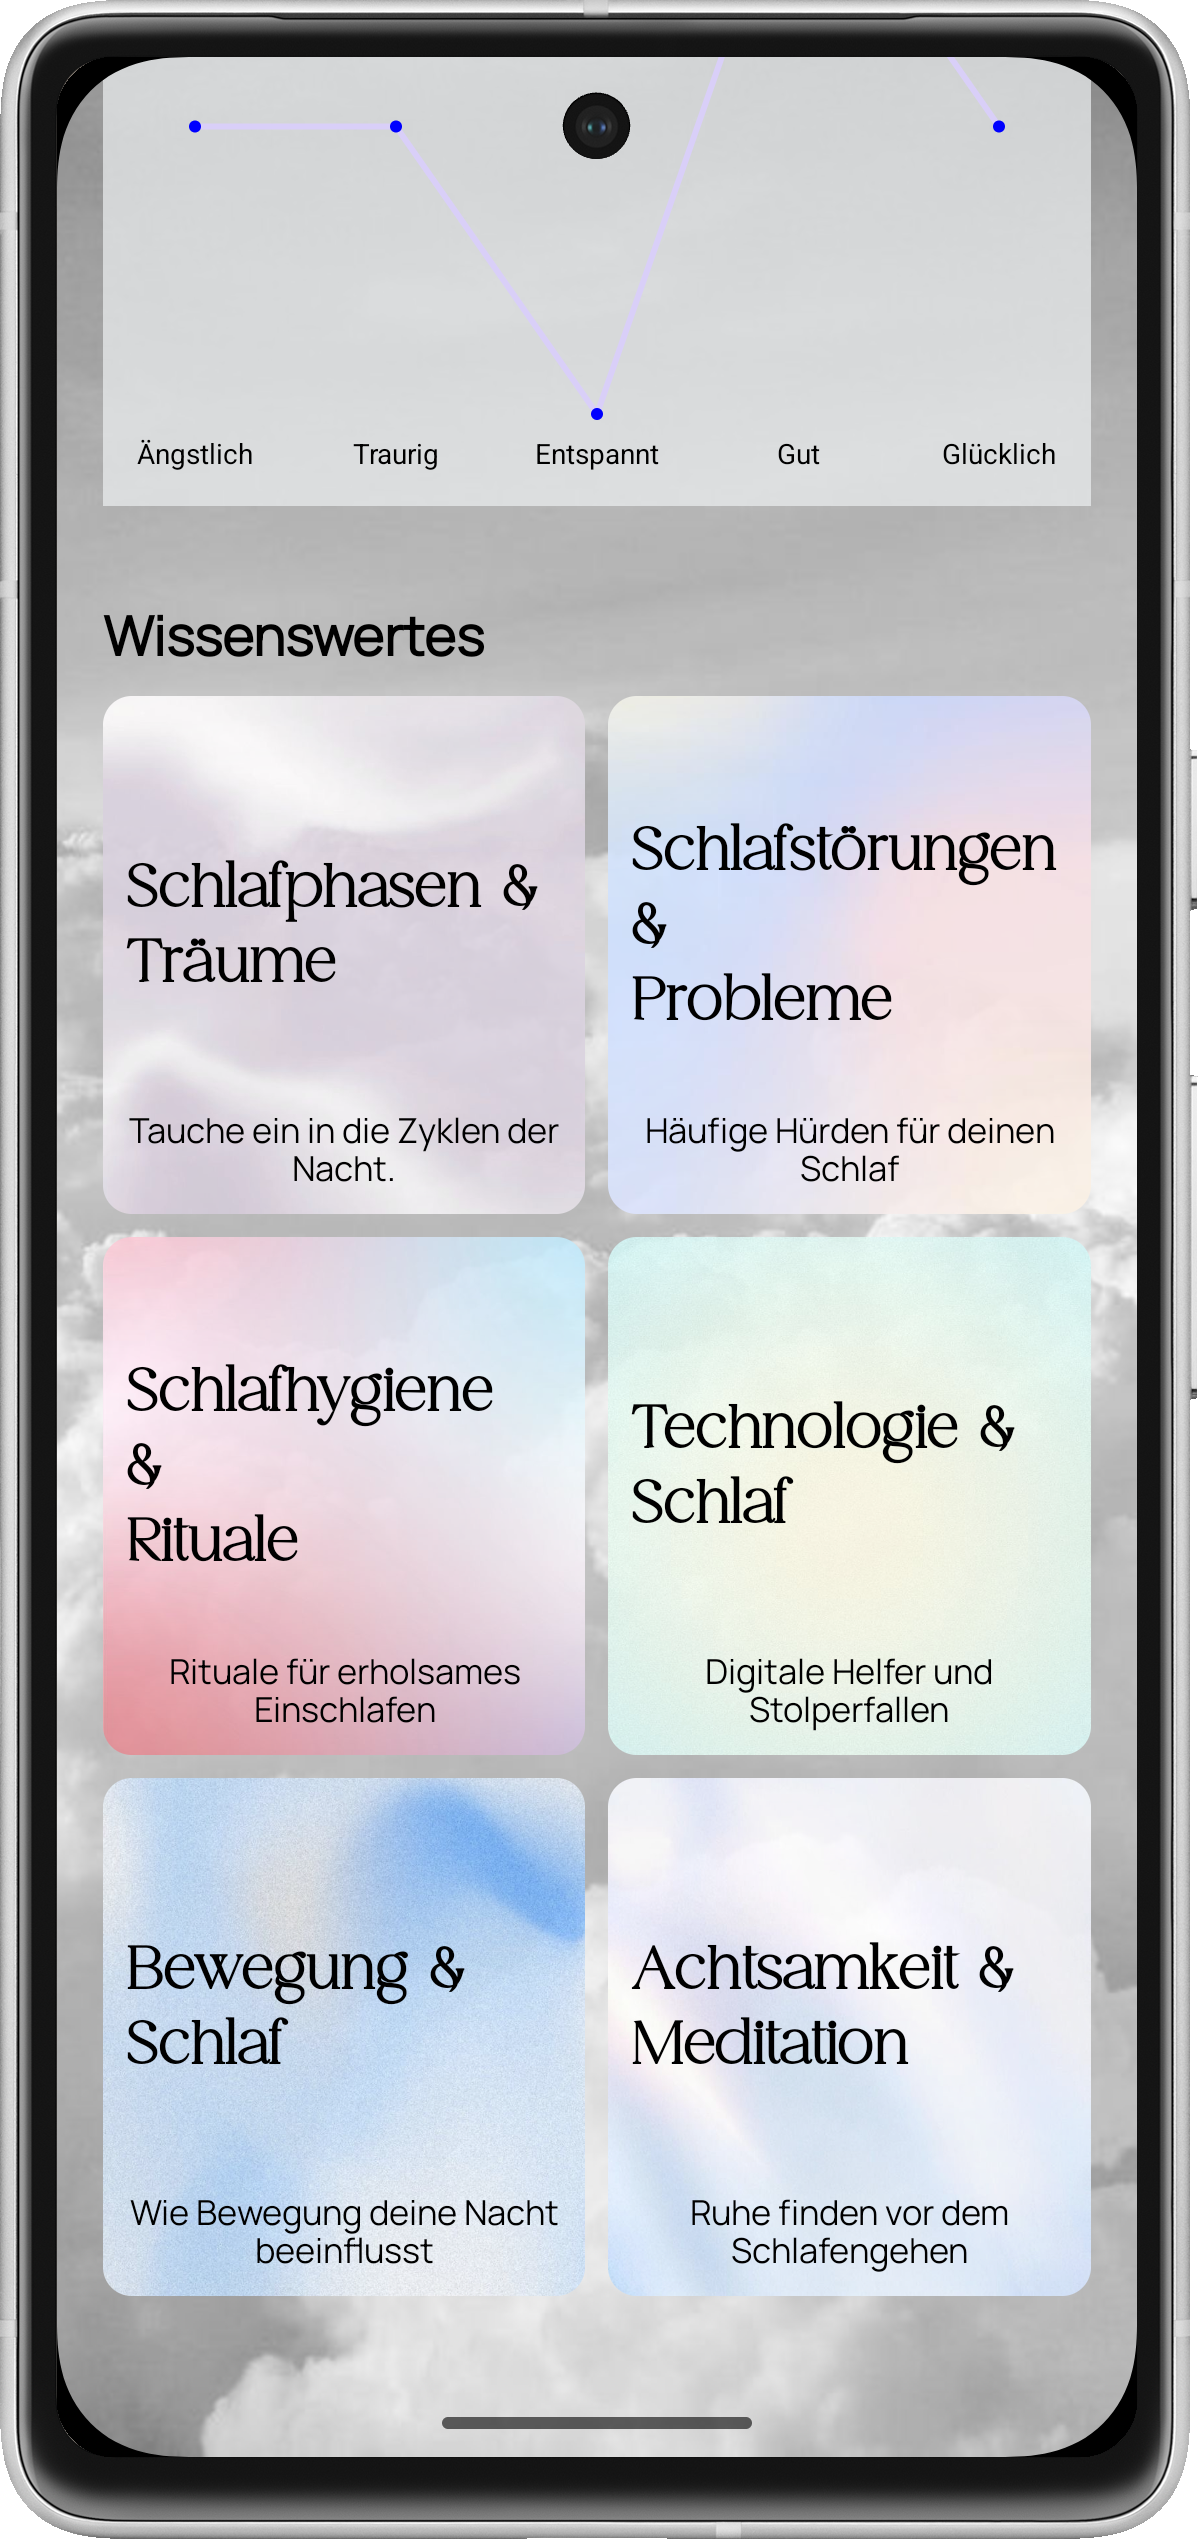 Ängstlich Traurig Entspannt Gut Glücklich
Wissenswertes
Schlafphasen &
Träume
Tauche ein in die Zyklen der
Nacht.
Schlafstörungen
&
Probleme
Häufige Hürden für deinen
Schlaf
Schlafhygiene
&
Rituale
Rituale für erholsames
Einschlafen
Technologie &
Schlaf
Digitale Helfer und
Stolperfallen
Bewegung &
Schlaf
Wie Bewegung deine Nacht
beeinflusst
Achtsamkeit &
Meditation
Ruhe finden vor dem
Schlafengehen